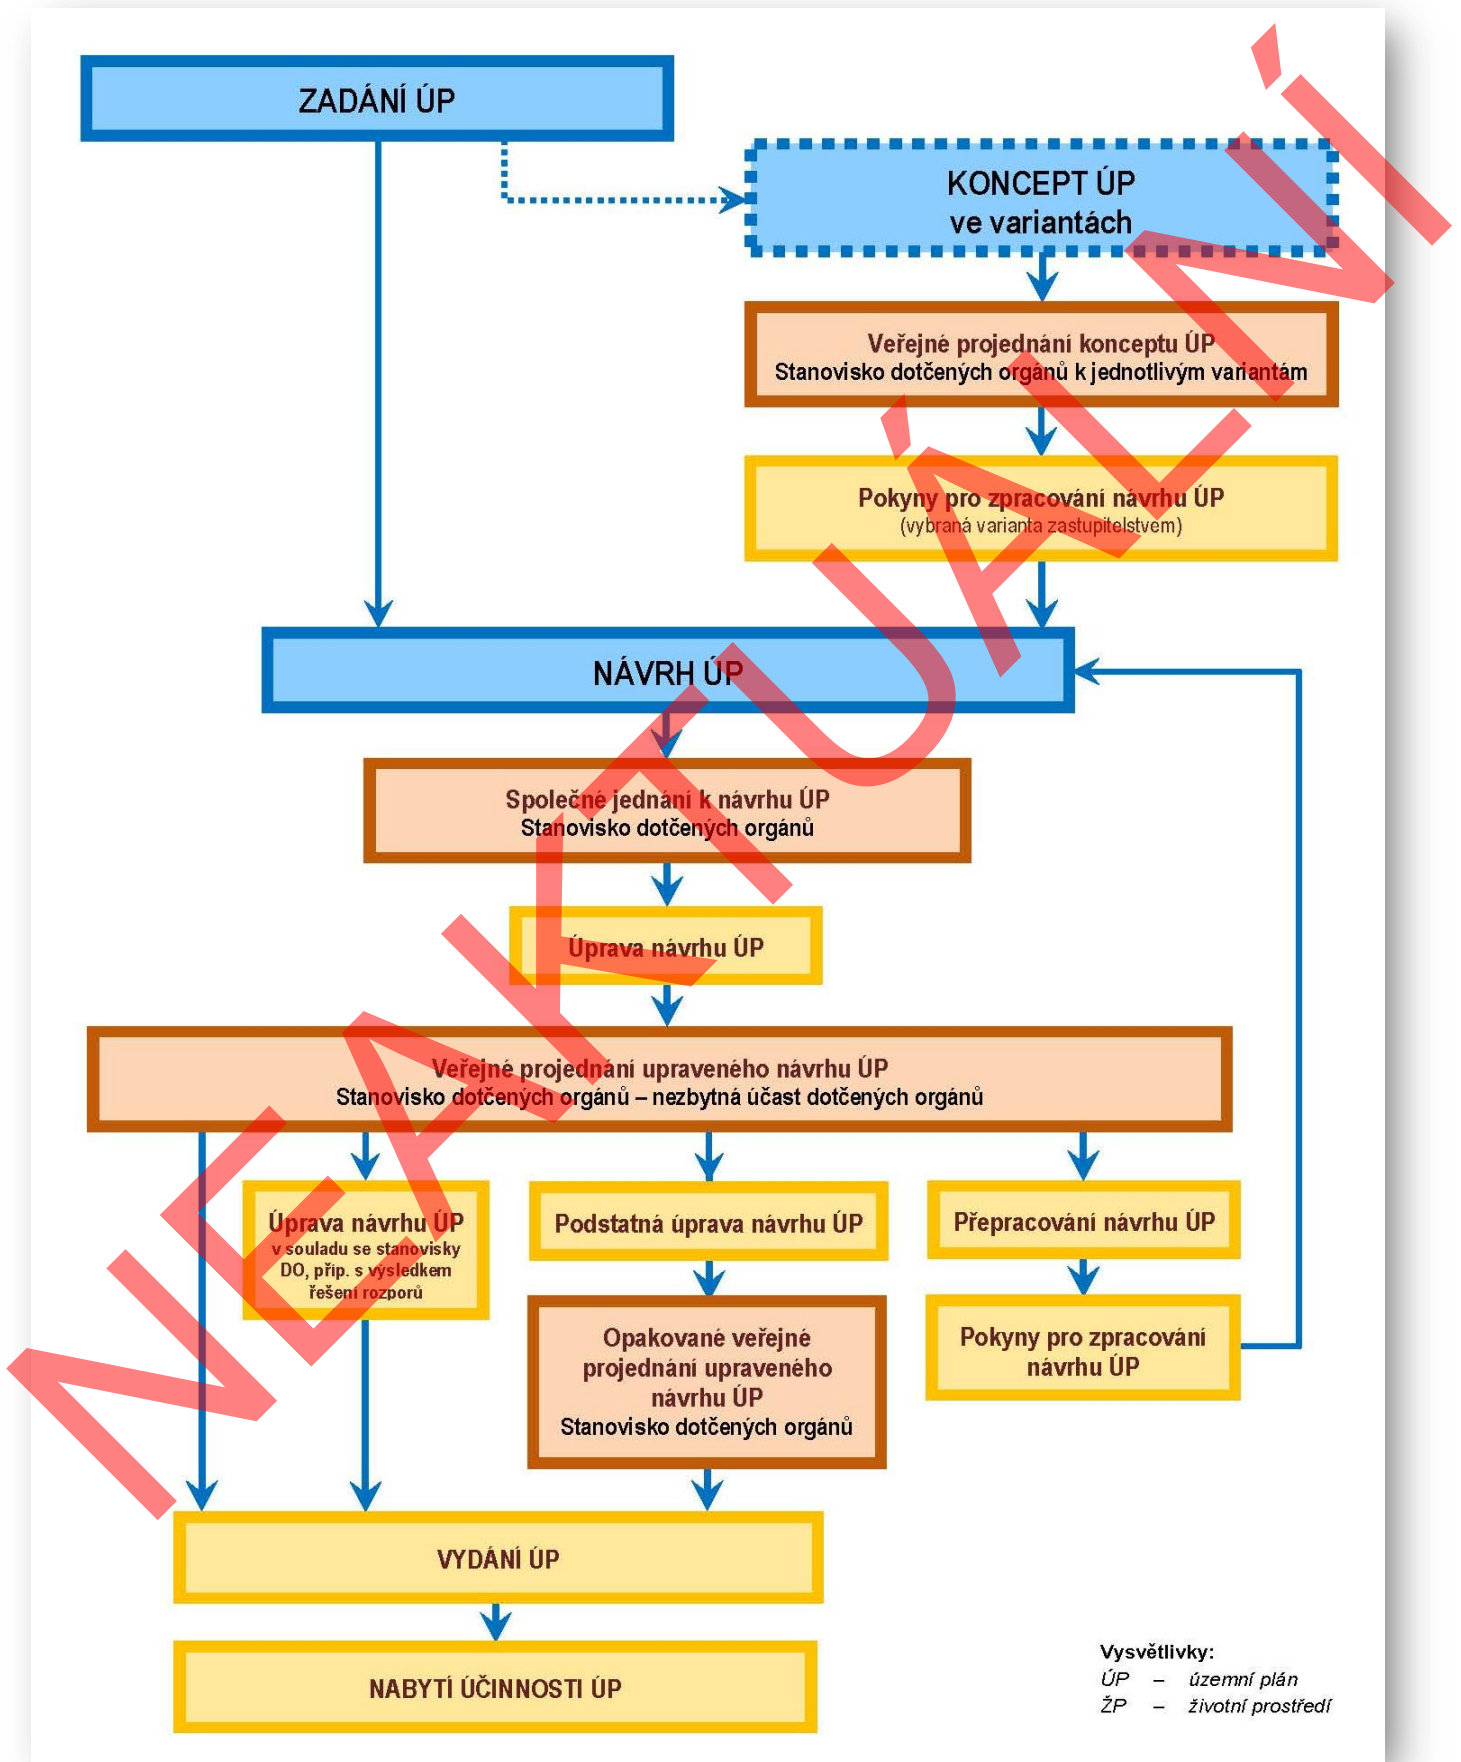 ZADÁNÍ ÚP
KONCEPT ÚP
ve variantách
Veřejné projednání konceptu ÚP
Stanovisko dotčených orgánů k jednotlivým variantám
Pokyny pro zpracování návrhu ÚP
(vybraná varianta zastupitelstvem)
NÁVRH ÚP
Společné jednání k návrhu ÚP
Stanovisko dotčených orgánů
Úprava návrhu ÚP
Veřejné projednání upraveného návrhu ÚP
Stanovisko dotčených orgánů – nezbytná účast dotčených orgánů
Úprava návrhu ÚP
v souladu se stanovisky
DO, příp. s výsledkem
řešení rozporů
Podstatná úprava návrhu ÚP
Přepracování návrhu ÚP
Opakované veřejné
projednání upraveného
návrhu ÚP
Stanovisko dotčených orgánů
Pokyny pro zpracování
návrhu ÚP
VYDÁNÍ ÚP
NABYTÍ ÚČINNOSTI ÚP
Vysvětlivky:
ÚP – územní plán
ŽP – životní prostředí
NEAKTUÁLNÍ